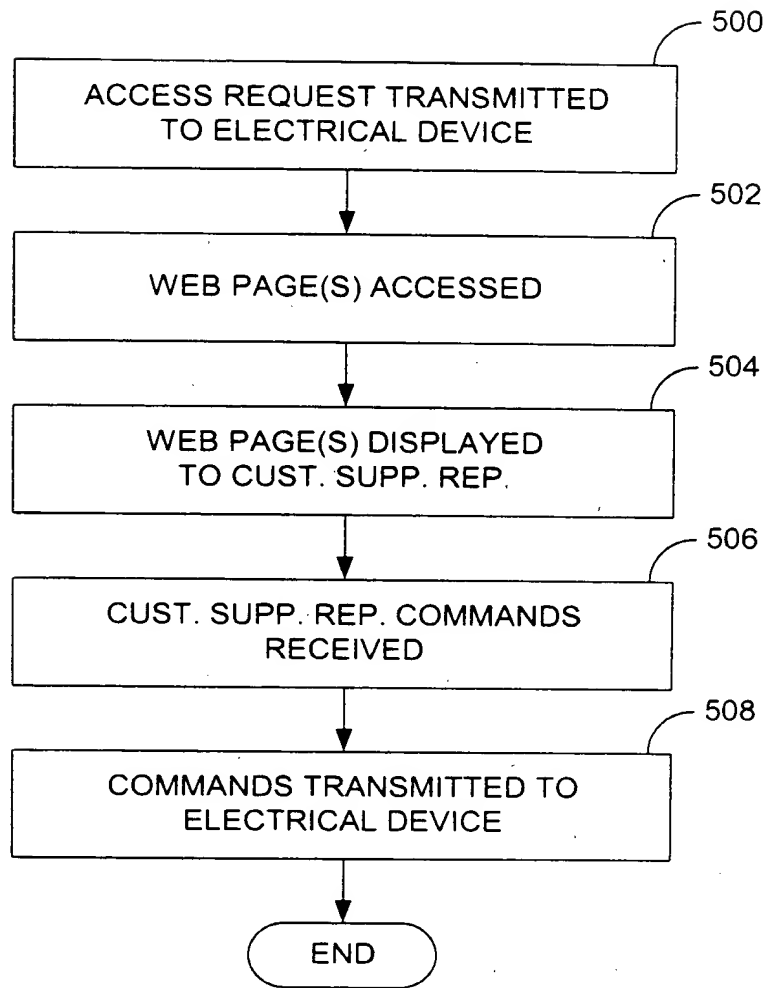 500
ACCESS REQUEST TRANSMITTED
TO ELECTRICAL DEVICE
502
WEB PAGE(S) ACCESSED
504
WEB PAGE(S) DISPLAYED
TO CUST. SUPP. REP.
506
CUST. SUPP. REP. COMMANDS
RECEIVED
508
COMMANDS TRANSMITTED TO
ELECTRICAL DEVICE
END